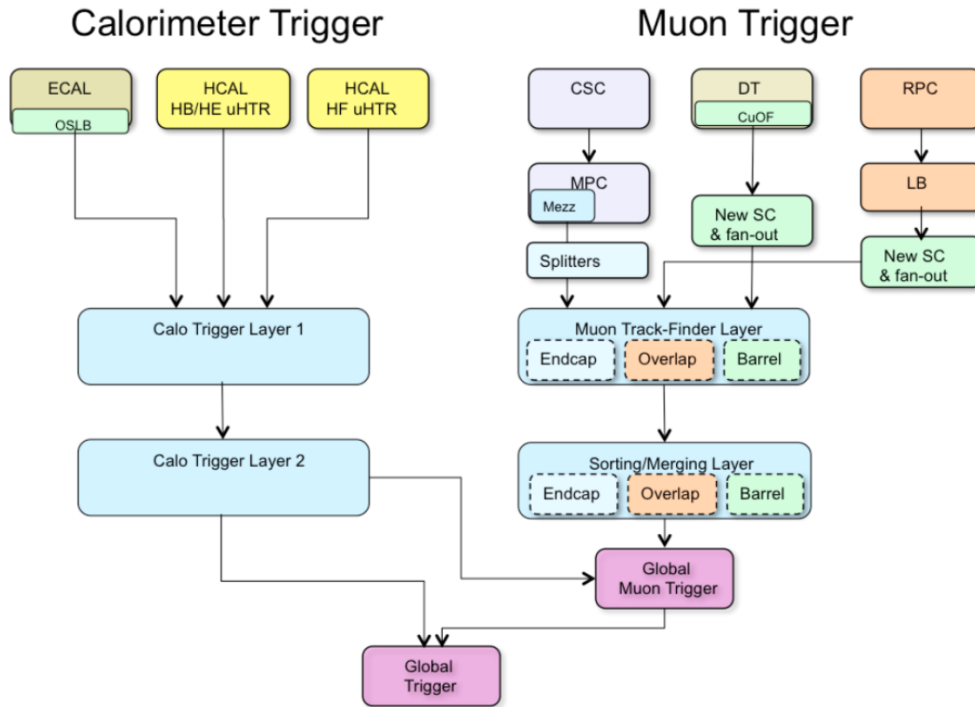 Calorimeter Trigger
Muon Trigger
ECAL
OSLB
HCAL
HB/HE uHTR
HCAL
HF uHTR
CSC
DT
CuOF
RPC
MPC
Mezz
LB
New SC
& fan-out
Splitters
New SC
& fan-out
Calo Trigger Layer 1
Muon Track-Finder Layer
Endcap
Overlap
Barrel
Calo Trigger Layer 2
Sorting/Merging Layer
Endcap
Overlap
Barrel
Global
Muon Trigger
Global
Trigger